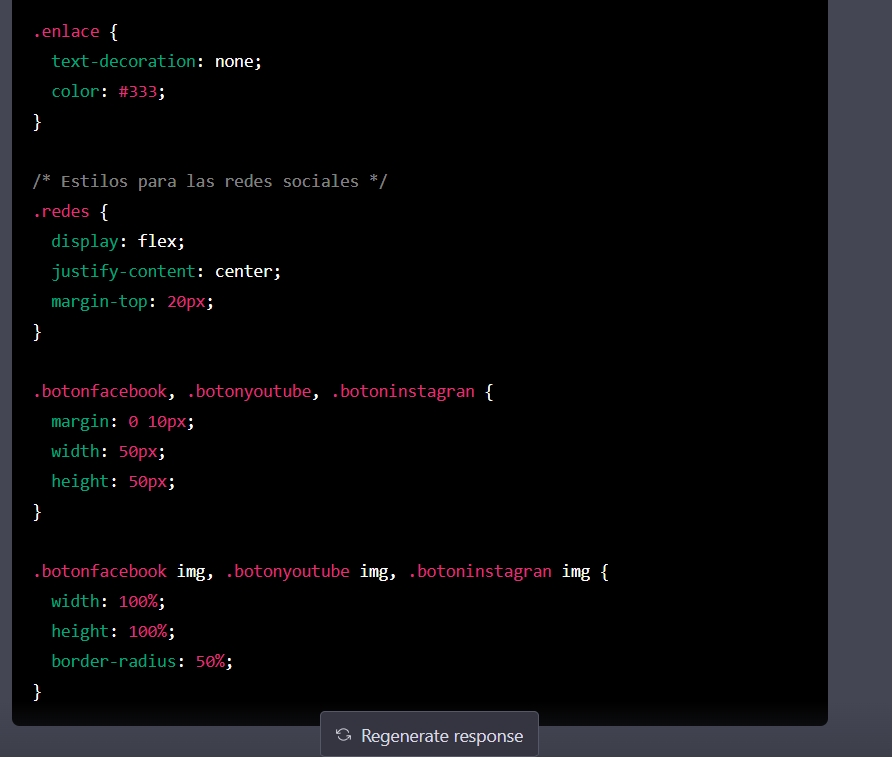 .enlace {
  text-decoration: none;
  color: #333;
}

/* Estilos para las redes sociales */
.redes {
  display: flex;
  justify-content: center;
  margin-top: 20px;
}

.botonfacebook, .botonyoutube, .botoninstagran {
  margin: 0 10px;
  width: 50px;
  height: 50px;
}

.botonfacebook img, .botonyoutube img, .botoninstagran img {
  width: 100%;
  height: 100%;
  border-radius: 50%;
}
Regenerate response